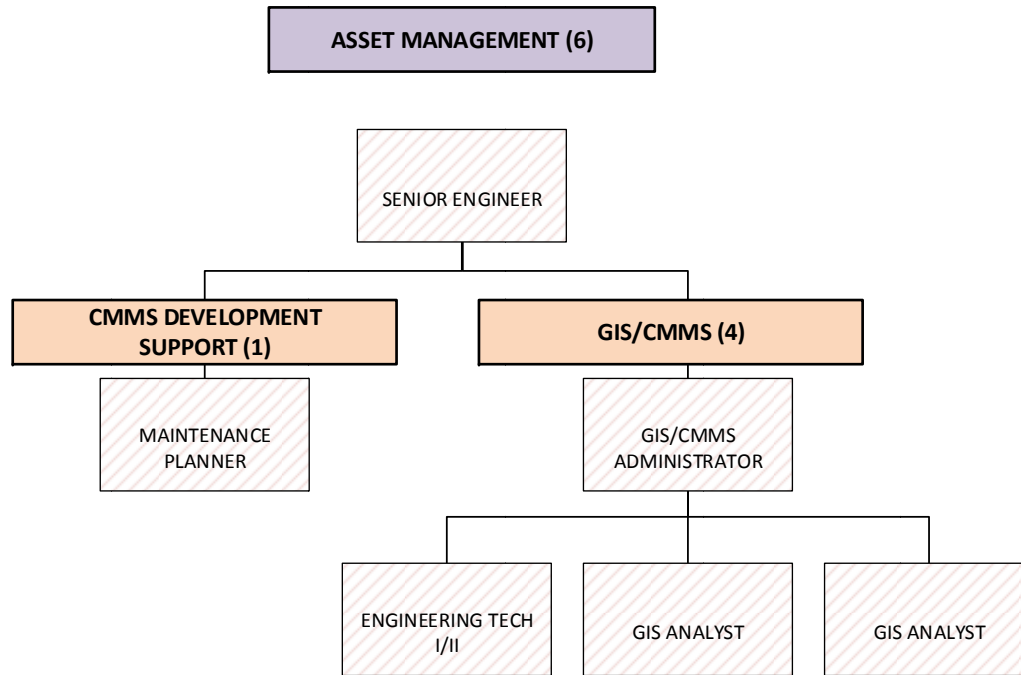 ASSET MANAGEMENT (6)
SENIOR ENGINEER
CMMS DEVELOPMENT
SUPPORT (1)
GIS/CMMS (4)
MAINTENANCE
PLANNER
GIS/CMMS
ADMINISTRATOR
ENGINEERING TECH
I/II
GIS ANALYST
GIS ANALYST